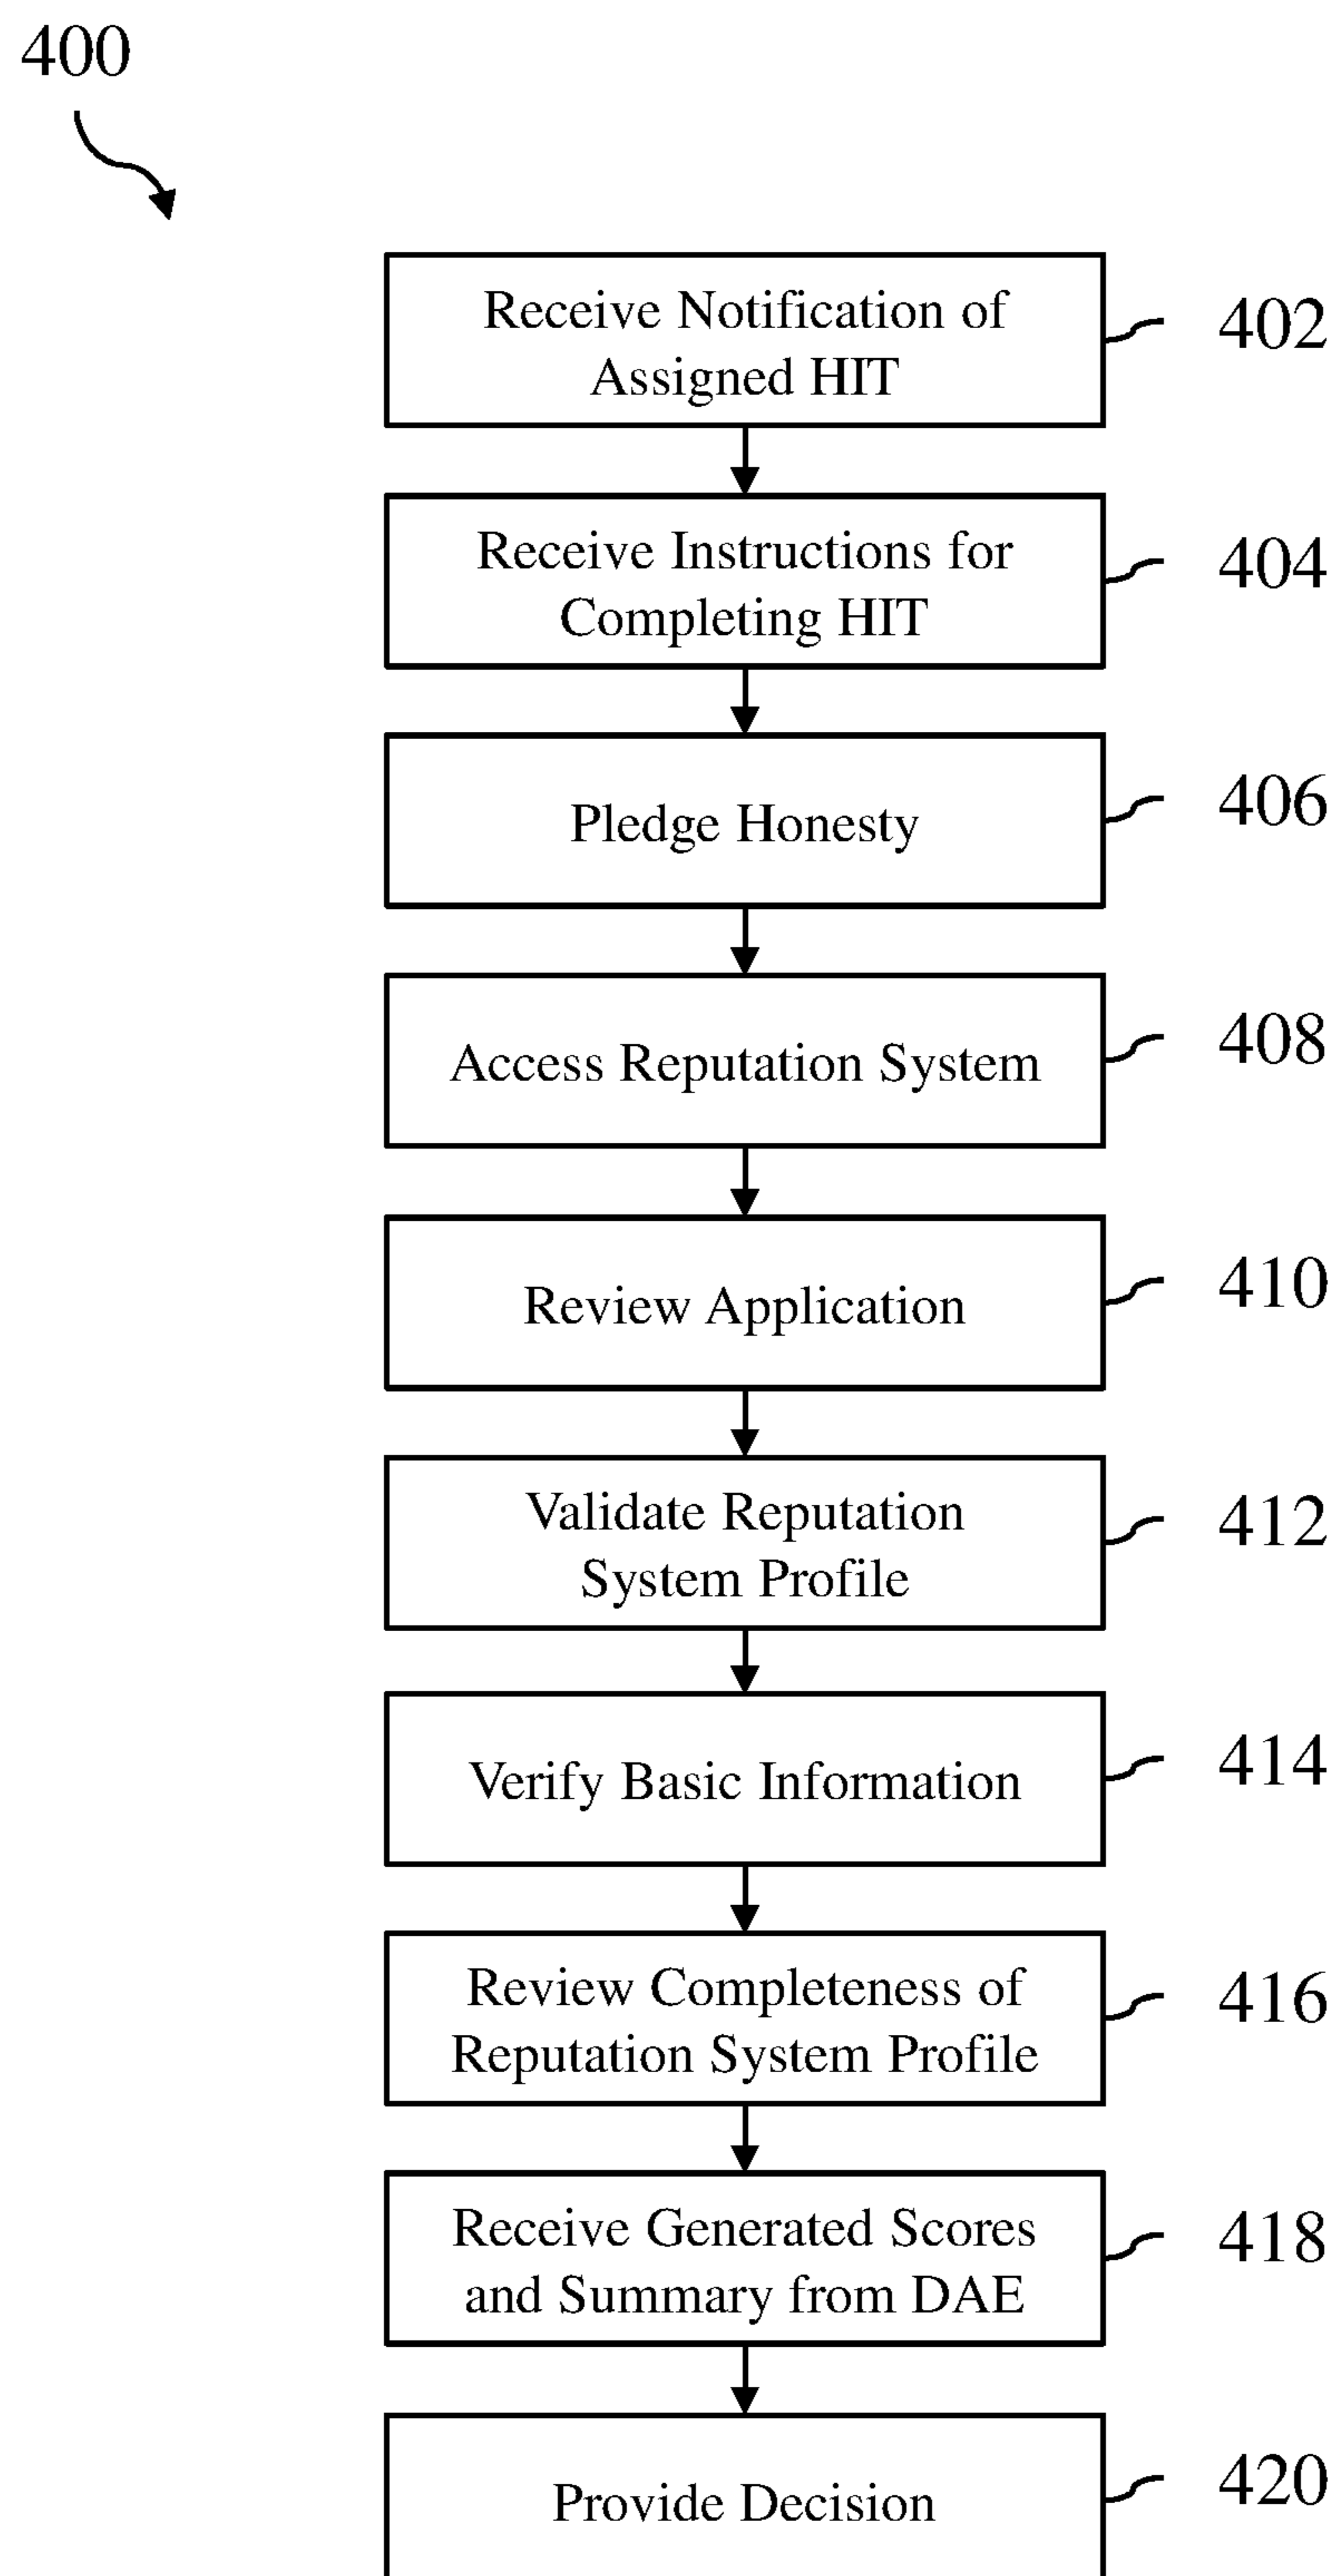 400
Receive Notification of
Assigned HIT
402
Receive Instructions for
Completing HIT
404
Pledge Honesty
406
Access Reputation System
408
Review Application
410
Validate Reputation
System Profile
412
Verify Basic Information
414
Review Completeness of
Reputation System Profile
416
Receive Generated Scores
and Summary from DAE
418
Provide Decision
420